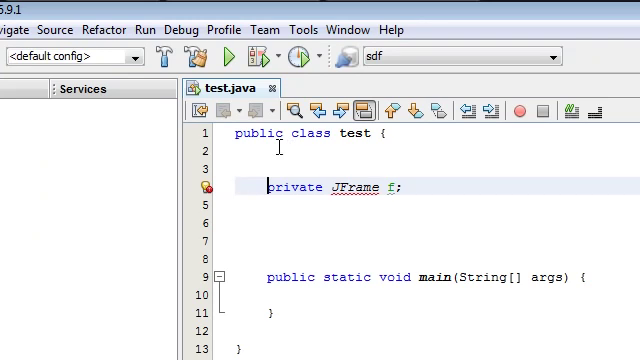 5.9.1
vigate Source Refactor Run Debug Profile Team Tools Window Help
<default config> sdf
Services test.java
1 public class test {
2
3
private JFrame f;
5
6
7
8
9 public static void main(String[] args) {
10
11 }
12
13 }